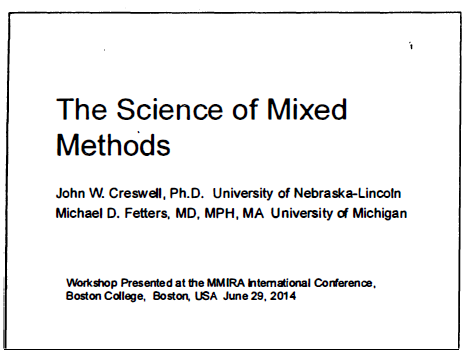 The Science of Mixed
Methods
John W. Creswell, Ph.D. University of Nebraska-Lincoln
Michael D. Fetters, MD, MPH, MA University of Michigan
Workshop Presented at the MMIRA International Conference,
Boston College, Boston, USA June 29, 2014